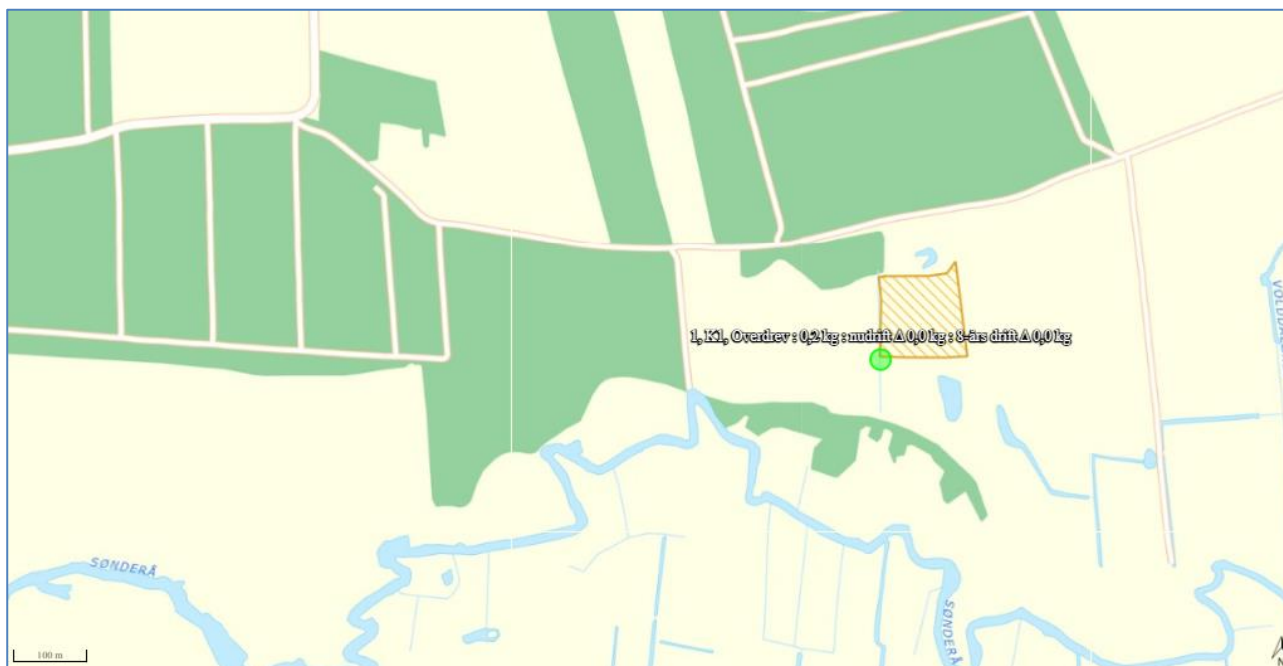 VOLDDAL
1, K1, Overdrev : 0,2 kg : nudrift Δ 0,0 kg : 8-års drift Δ 0,0 kg
SØNDERÅ
SØNDERÅ
100 m